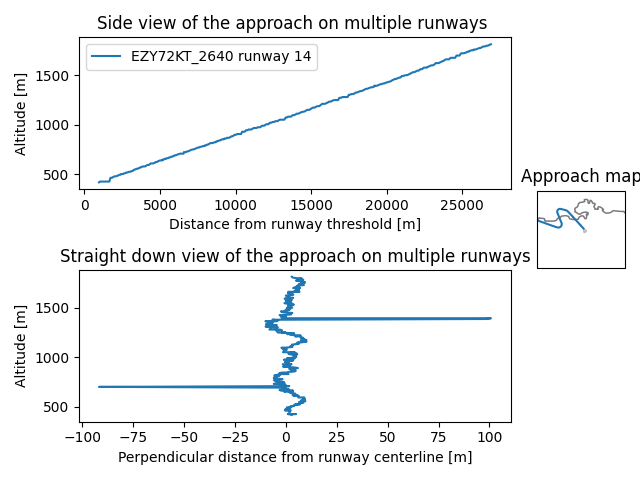 Side view of the approach on multiple runways
EZY72KT_2640 runway 14
Altitude [m]
1500
1000
500
0 5000 10000 15000 20000 25000
Distance from runway threshold [m]
Approach map
Straight down view of the approach on multiple runways
Altitude [m]
1500
1000
500
−100 −75 −50 −25 0 25 50 75 100
Perpendicular distance from runway centerline [m]